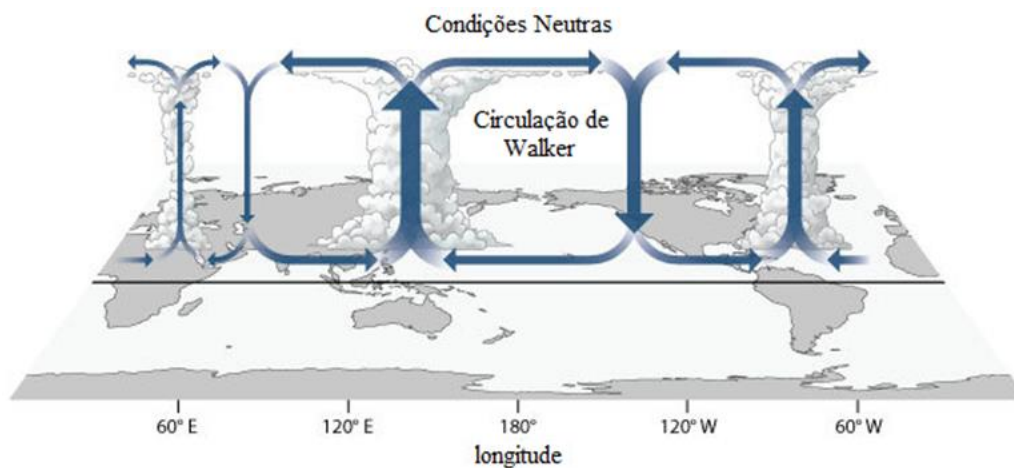 Condições Neutras
Circulação de
Walker
60° E
120° E
180°
120° W
60° W
longitude